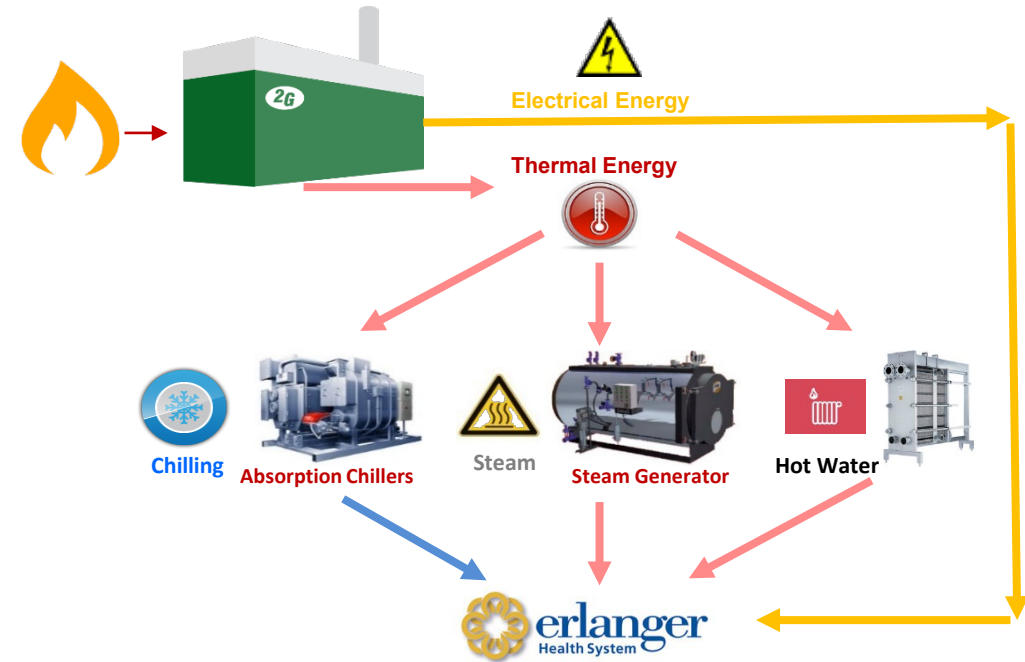 2G
Electrical Energy
Thermal Energy
Chilling
Absorption Chillers
Steam
Steam Generator
Hot Water
erlanger
Health System